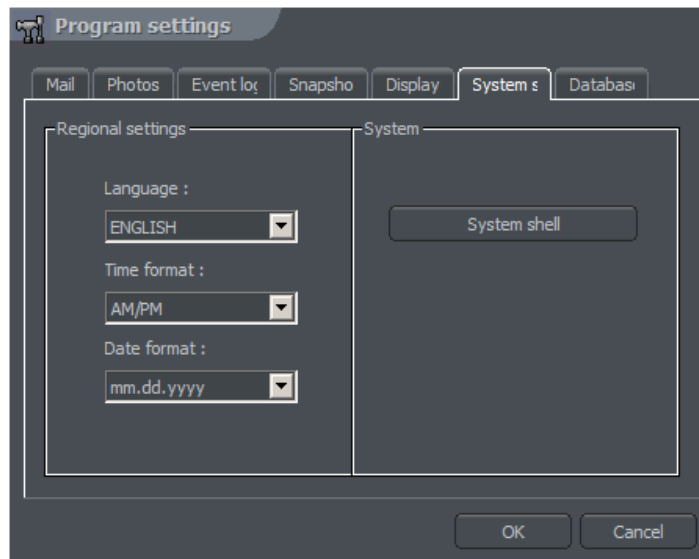 Program settings
Mail Photos Event log Snapsho Display System s Databas
Regional settings
Language :
ENGLISH
Time format :
AM/PM
Date format :
mm.dd.yyyy
System
System shell
OK Cancel